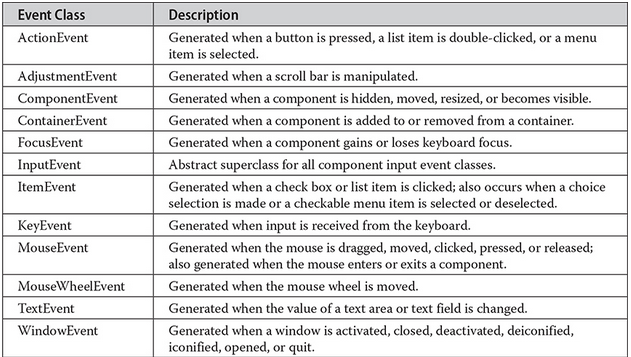 Event Class Description
ActionEvent Generated when a button is pressed, a list item is double-clicked, or a menu
item is selected.
AdjustmentEvent Generated when a scroll bar is manipulated.
ComponentEvent Generated when a component is hidden, moved, resized, or becomes visible.
ContainerEvent Generated when a component is added to or removed from a container.
FocusEvent Generated when a component gains or loses keyboard focus.
InputEvent Abstract superclass for all component input event classes.
ItemEvent Generated when a check box or list item is clicked; also occurs when a choice
selection is made or a checkable menu item is selected or deselected.
KeyEvent Generated when input is received from the keyboard.
MouseEvent Generated when the mouse is dragged, moved, clicked, pressed, or released;
also generated when the mouse enters or exits a component.
MouseWheelEvent Generated when the mouse wheel is moved.
TextEvent Generated when the value of a text area or text field is changed.
WindowEvent Generated when a window is activated, closed, deactivated, deiconified,
iconified, opened, or quit.